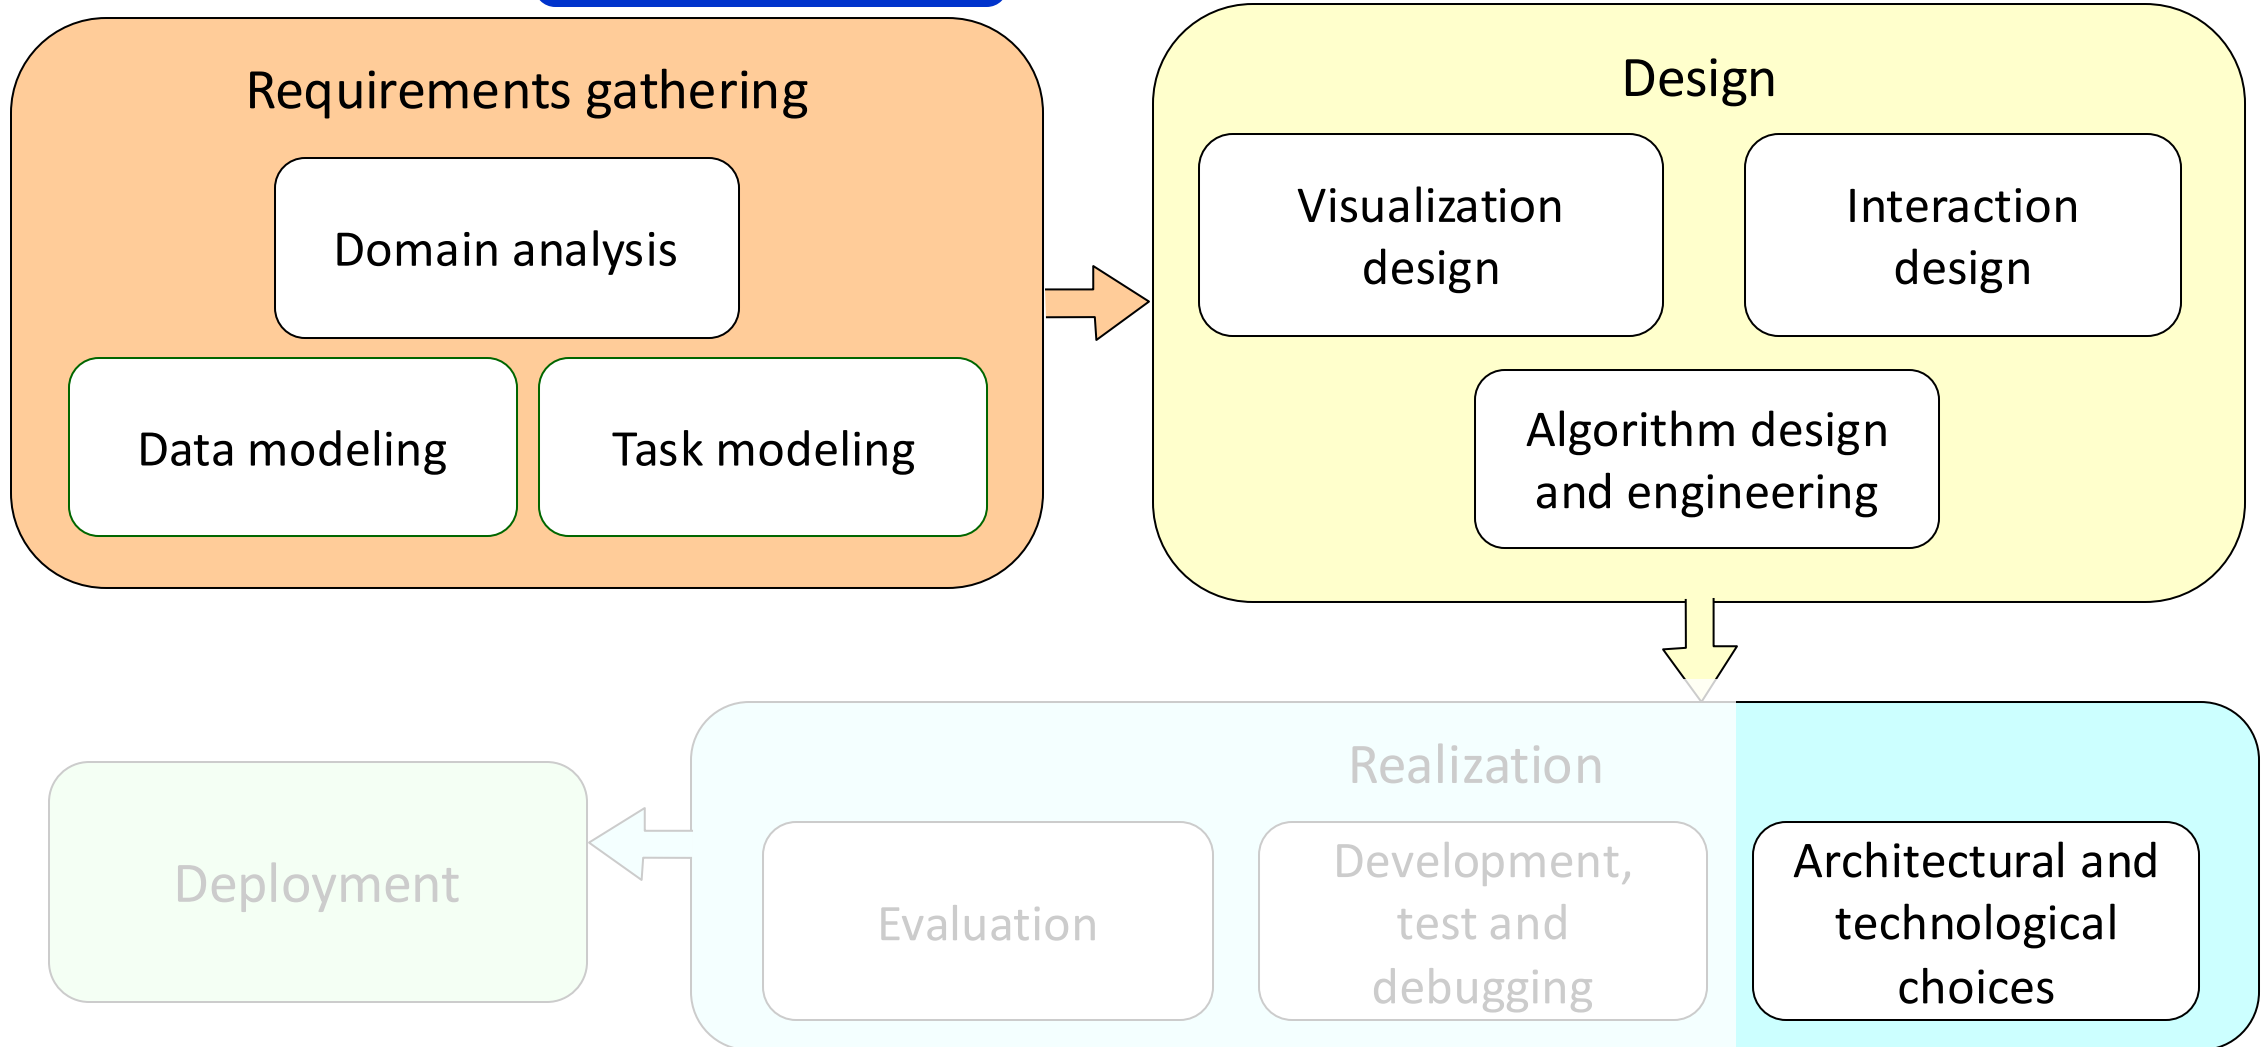 Requirements gathering
Domain analysis
Data modeling
Task modeling
Design
Visualization
design
Interaction
design
Algorithm design
and engineering
Realization
Architectural and
technological
choices
Development,
test and
debugging
Evaluation
Deployment